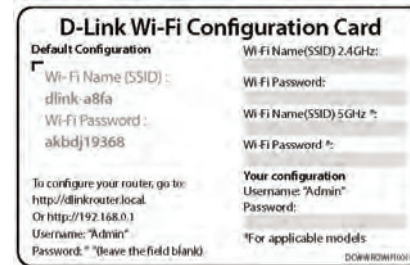 D-Link Wi-Fi Configuration Card
Default Configuration
Wi-Fi Name (SSID) :
dlink-a8fa
Wi-Fi Password :
akbdj19368
To configure your router, go to:
http://dlinkrouter.local.
Or http://192.168.0.1
Username: "Admin"
Password: " "(leave the field blank)
Wi-Fi Name(SSID) 2.4GHz:
Wi-Fi Password:
Wi-Fi Name(SSID) 5GHz *:
Wi-Fi Password *:
Your configuration
Username: "Admin"
Password:
*For applicable models